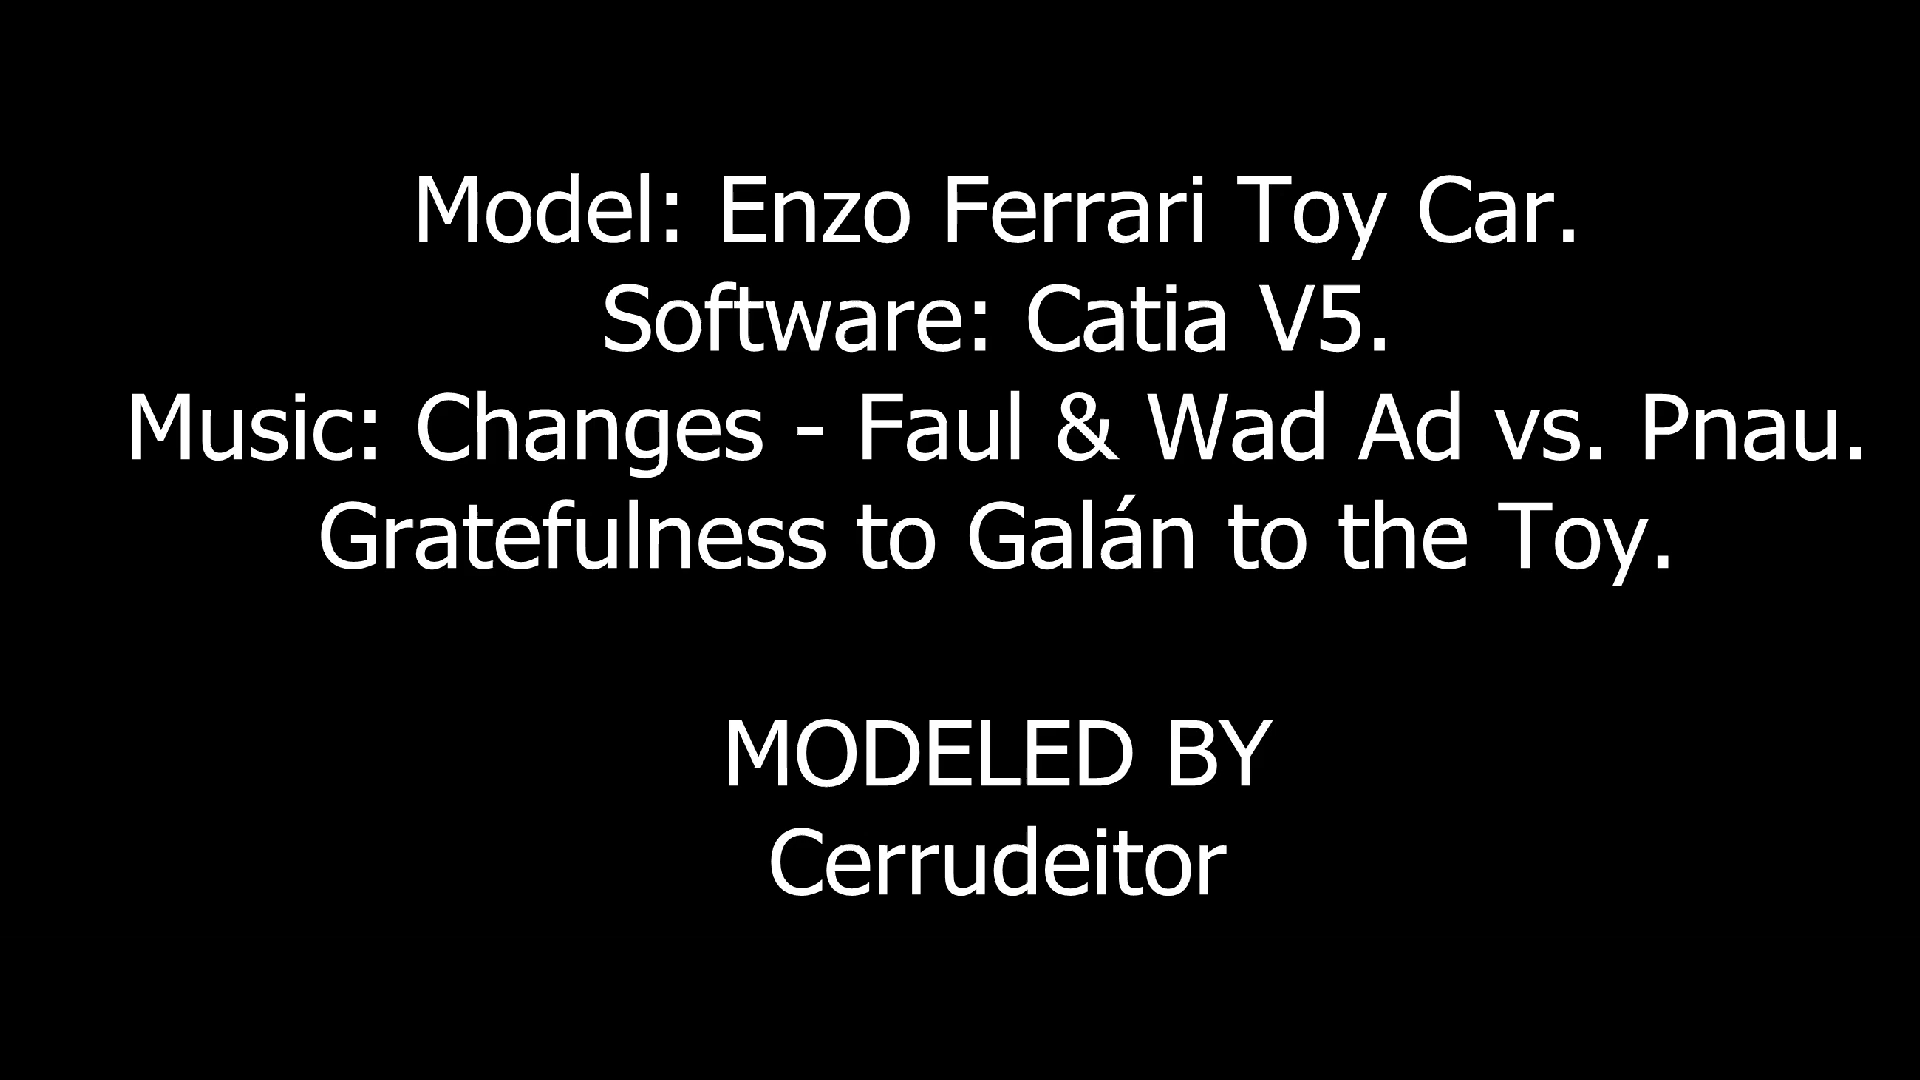 Model: Enzo Ferrari Toy Car.
Software: Catia V5.
Music: Changes - Faul & Wad Ad vs. Pnau.
Gratefulness to Galán to the Toy.
MODELED BY
Cerrudeitor